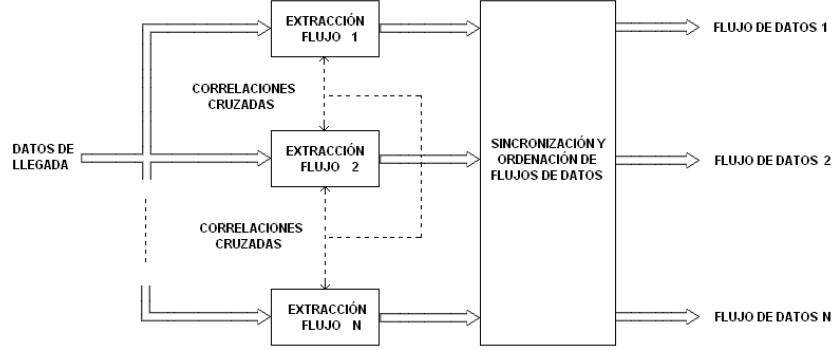 EXTRACCIÓN
FLUJO 1
FLUJO DE DATOS 1
CORRELACIONES
CRUZADAS
DATOS DE
LLEGADA
EXTRACCIÓN
FLUJO 2
SINCRONIZACIÓN Y
ORDENACIÓN DE
FLUJOS DE DATOS
FLUJO DE DATOS 2
CORRELACIONES
CRUZADAS
EXTRACCIÓN
FLUJO N
FLUJO DE DATOS N